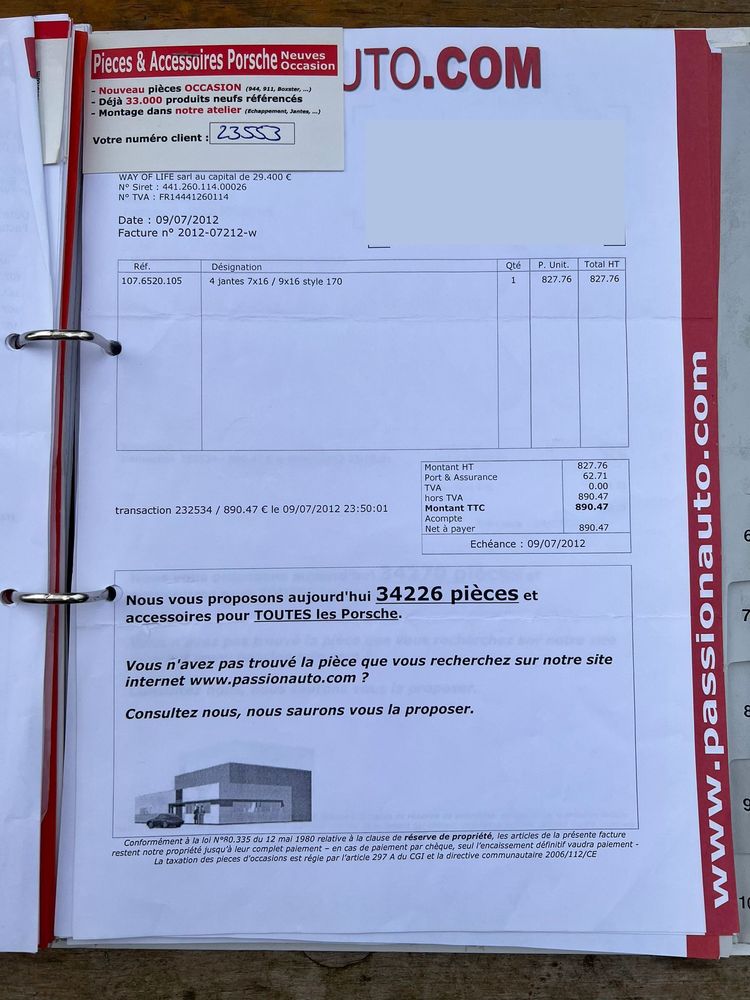 Pieces & Accessoires Porsche Neuves Occasion
- Nouveau pièces OCCASION (944, 911, Boxster, ...)
- Déjà 33.000 produits neufs référencés
- Montage dans notre atelier (Echappement, Jantes, ...)
Votre numéro client : 23553
UTO.COM
WAY OF LIFE sarl au capital de 29.400 €
N° Siret : 441.260.114.00026
N° TVA : FR14441260114
Date : 09/07/2012
Facture n° 2012-07212-w
Réf. Désignation Qté P. Unit. Total HT
107.6520.105 4 jantes 7x16 / 9x16 style 170 1 827.76 827.76
Montant HT 827.76
Port & Assurance 62.71
TVA 0.00
hors TVA 890.47
Montant TTC 890.47
Acompte
Net à payer 890.47
Echéance : 09/07/2012
transaction 232534 / 890.47 € le 09/07/2012 23:50:01
Nous vous proposons aujourd'hui 34226 pièces et
accessoires pour TOUTES les Porsche.
Vous n'avez pas trouvé la pièce que vous recherchez sur notre site
internet www.passionauto.com ?
Consultez nous, nous saurons vous la proposer.
Conformément à la loi N°80.335 du 12 mai 1980 relative à la clause de réserve de propriété, les articles de la présente facture
restent notre propriété jusqu'à leur complet paiement – en cas de paiement par chèque, seul l'encaissement définitif vaudra paiement -
La taxation des pieces d'occasions est régie par l'article 297 A du CGI et la directive communautaire 2006/112/CE
www.passionauto.com
6
7
8
9
10